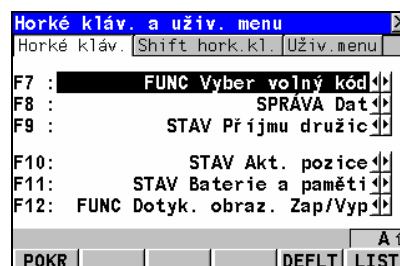 Horké kláv. a uživ. menu
Horké kláv. Shift hork.kl. Uživ.menu
F7 : FUNC Vyber volný kód
F8 : SPRÁVA Dat
F9 : STAV Příjmu družic
F10: STAV Akt. pozice
F11: STAV Baterie a paměti
F12: FUNC Dotyk. obraz. Zap/Vyp
A
POKR DEFLT LIST